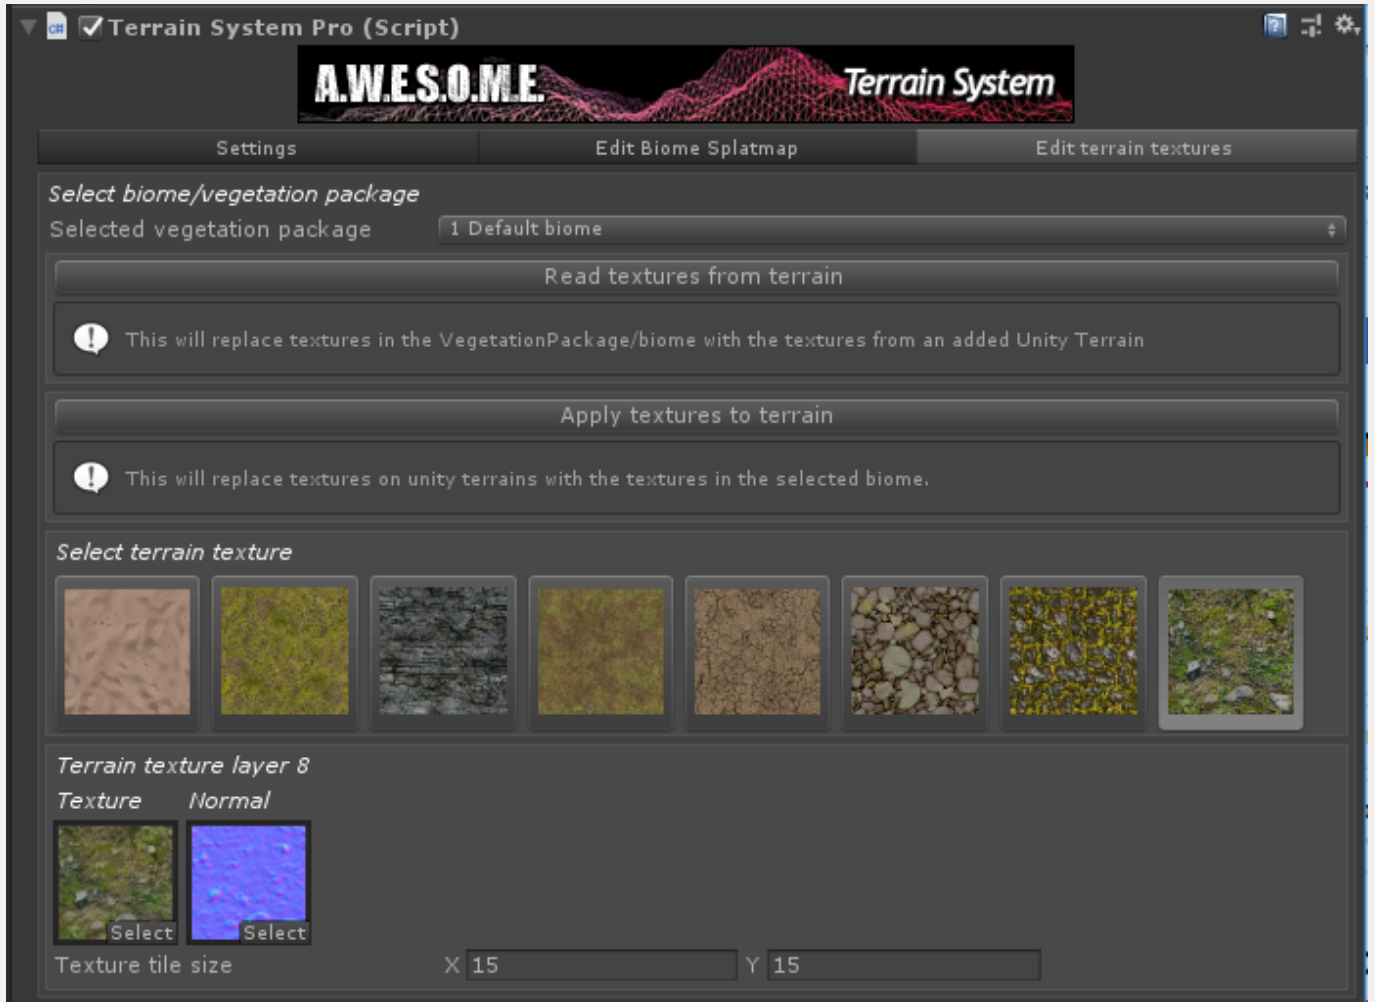 Terrain System Pro (Script)
A.W.E.S.O.M.E. Terrain System
Settings Edit Biome Splatmap Edit terrain textures
Select biome/vegetation package
Selected vegetation package 1 Default biome
Read textures from terrain
This will replace textures in the VegetationPackage/biome with the textures from an added Unity Terrain
Apply textures to terrain
This will replace textures on unity terrains with the textures in the selected biome.
Select terrain texture
Terrain texture layer 8
Texture Normal
Select Select
Texture tile size X 15 Y 15